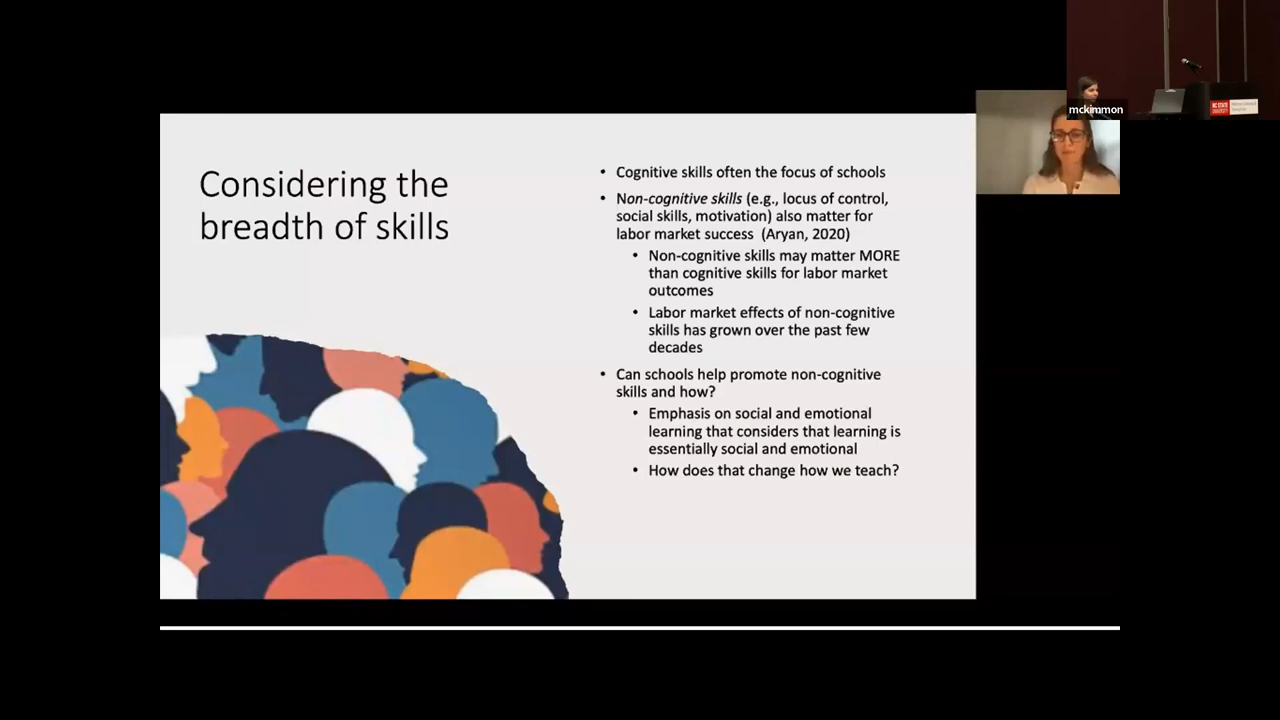 Considering the
breadth of skills
• Cognitive skills often the focus of schools
• Non-cognitive skills (e.g., locus of control,
social skills, motivation) also matter for
labor market success (Aryan, 2020)
• Non-cognitive skills may matter MORE
than cognitive skills for labor market
outcomes
• Labor market effects of non-cognitive
skills has grown over the past few
decades
• Can schools help promote non-cognitive
skills and how?
• Emphasis on social and emotional
learning that considers that learning is
essentially social and emotional
• How does that change how we teach?
mckimmon
NC STATE
UNIVERSITY